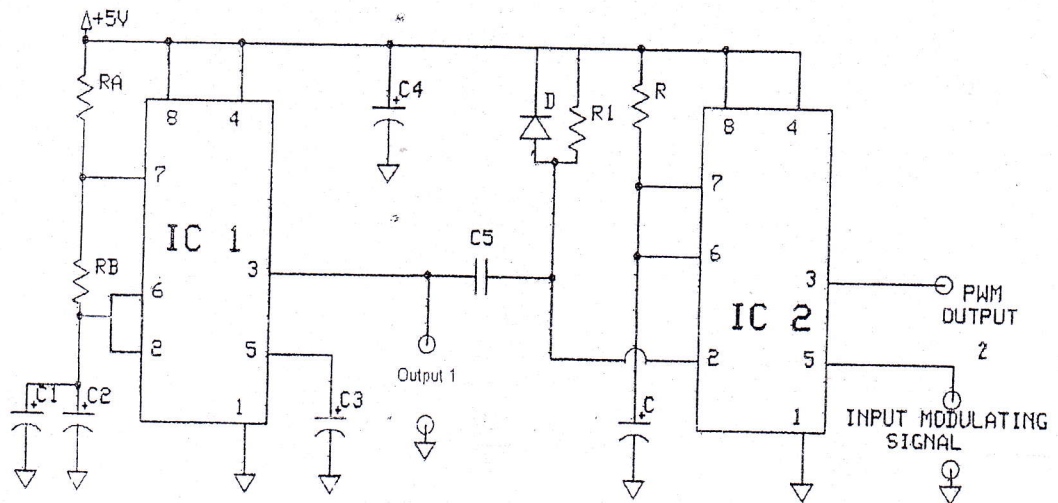 +5V
RA
8
4
C4
D
R1
R
8
4
7
7
IC 1
C5
RB
3
6
6
3
PWM
OUTPUT
2
IC 2
2
5
2
5
Output 1
C1
C2
C3
C
1
1
INPUT MODULATING
SIGNAL